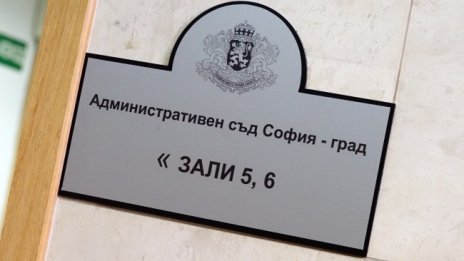 Административен съд София - град
« ЗАЛИ 5, 6